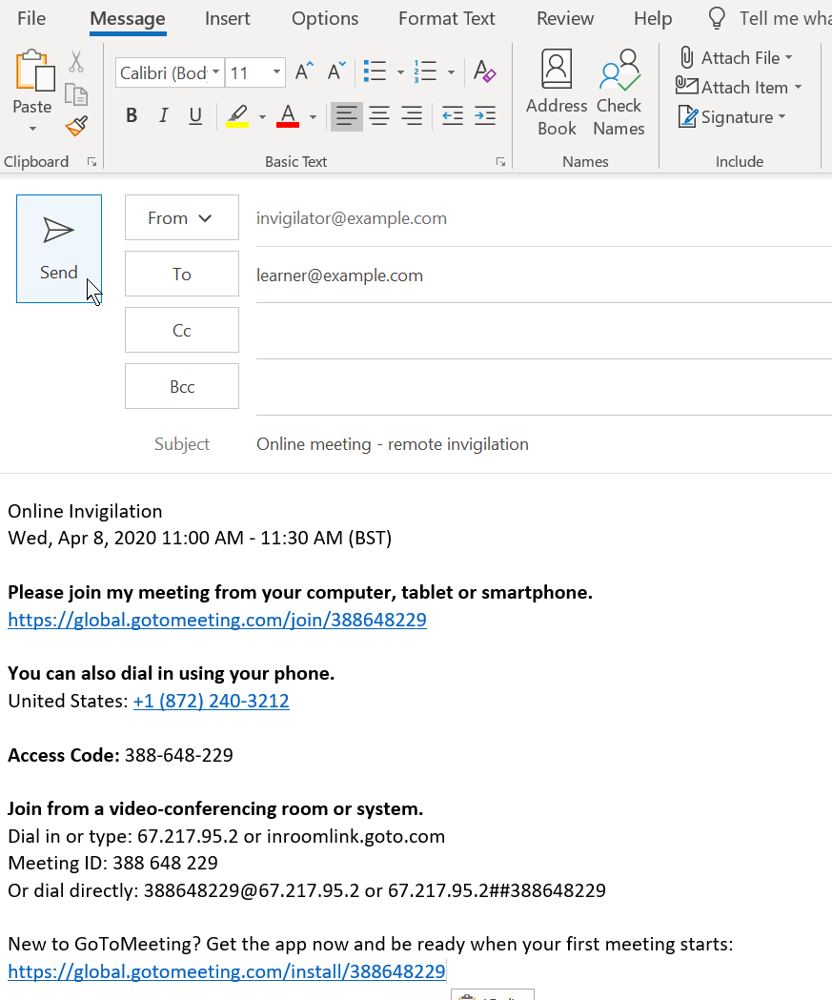 File Message Insert Options Format Text Review Help Tell me wha
Calibri (Body 11
Attach File
Attach Item
Signature
Paste
B I U A
Address Book
Check Names
Clipboard Basic Text Names Include
Send
From invigilator@example.com
To learner@example.com
Cc
Bcc
Subject Online meeting - remote invigilation
Online Invigilation
Wed, Apr 8, 2020 11:00 AM - 11:30 AM (BST)
Please join my meeting from your computer, tablet or smartphone.
https://global.gotomeeting.com/join/388648229
You can also dial in using your phone.
United States: +1 (872) 240-3212
Access Code: 388-648-229
Join from a video-conferencing room or system.
Dial in or type: 67.217.95.2 or inroomlink.goto.com
Meeting ID: 388 648 229
Or dial directly: 388648229@67.217.95.2 or 67.217.95.2##388648229
New to GoToMeeting? Get the app now and be ready when your first meeting starts:
https://global.gotomeeting.com/install/388648229